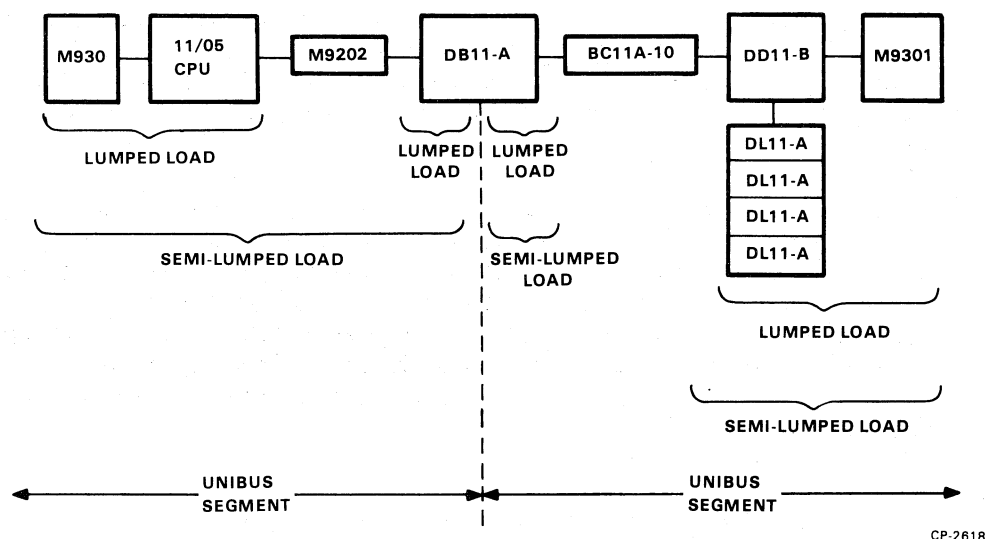 M930
11/05
CPU
M9202
DB11-A
BC11A-10
DD11-B
M9301
LUMPED LOAD
LUMPED
LOAD
LUMPED
LOAD
DL11-A
DL11-A
DL11-A
DL11-A
SEMI-LUMPED LOAD
SEMI-LUMPED
LOAD
LUMPED LOAD
SEMI-LUMPED LOAD
UNIBUS
SEGMENT
UNIBUS
SEGMENT
CP-2618